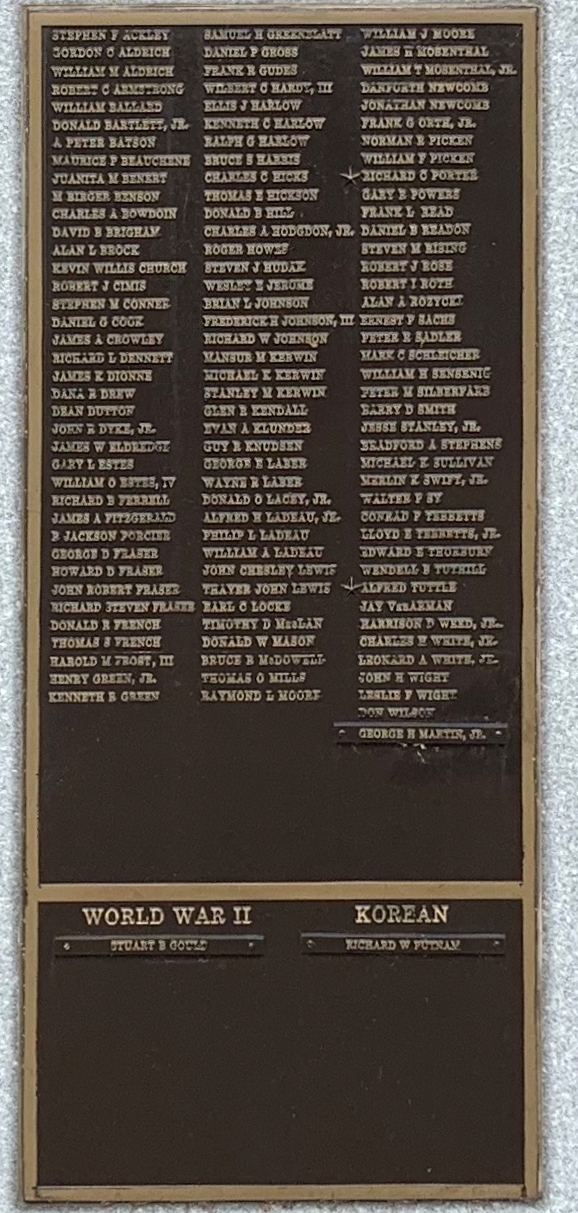 STEPHEN F ACKLEY
GORDON C ALDRICH
WILLIAM M ALDRICH
ROBERT C ARMSTRONG
WILLIAM BALLARD
DONALD BARTLETT, JR.
A PETER BATSON
MAURICE P BEAUCHENE
JUANITA M BENERT
M BIRGER BENSON
CHARLES A BOWDOIN
DAVID B BRIGHAM
ALAN L BROCK
KEVIN WILLIS CHURCH
ROBERT J CIMIS
STEPHEN M CONNER
DANIEL G COOK
JAMES A CROWLEY
RICHARD L DENNETT
JAMES K DIONNE
DANA R DREW
DEAN DUTTON
JOHN R DYKE, JR.
JAMES W ELDREDGE
GARY L ESTES
WILLIAM O ESTES, IV
RICHARD B FERRELL
JAMES A FITZGERALD
JACKSON FORCIER
GEORGE D FRASER
HOWARD D FRASER
JOHN ROBERT FRASER
RICHARD STEVEN FRASER
DONALD R FRENCH
THOMAS S FRENCH
HAROLD M FROST, III
HENRY GREEN, JR.
KENNETH R GREEN
SAMUEL H GREENBLATT
DANIEL P GROSS
FRANK R GUDES
WILBERT C HARDY, III
ELLIS J HARLOW
KENNETH C HARLOW
RALPH G HARLOW
BRUCE S HARRIS
CHARLES C HICKS
THOMAS E HICKSON
DONALD B HILL
CHARLES A HODGDON, JR.
ROGER HOWES
STEVEN J HUDAK
WESLEY E JEROME
BRIAN L JOHNSON
FREDERICK H JOHNSON, III
RICHARD W JOHNSON
MANSUR M KERWIN
MICHAEL K KERWIN
STANLEY M KERWIN
GLEN R KENDALL
EVAN A KLUNDER
GUY R KNUDSEN
GEORGE E LABER
WAYNE R LABER
DONALD O LACEY, JR.
ALFRED H LADEAU, JR.
PHILIP L LADEAU
WILLIAM A LADEAU
JOHN CHESLEY LEWIS
THAYER JOHN LEWIS
EARL C LOCKE
TIMOTHY D
DONALD W MASON
BRUCE B McDOWELL
THOMAS O MILLS
RAYMOND L MOORE
WILLIAM J MOORE
JAMES H MOSENTHAL
WILLIAM T MOSENTHAL, JR.
DANFORTH NEWCOMB
JONATHAN NEWCOMB
FRANK G ORTH, JR.
NORMAN R PICKEN
WILLIAM F PICKEN
RICHARD C PORTER
GARY E POWERS
FRANK L READ
DANIEL B READON
STEVEN M RISING
ROBERT J ROSE
ROBERT I ROTH
ALAN A ROZYCKI
ERNEST P SACHS
PETER R SADLER
MARK C SCHLEICHER
WILLIAM H SENSENIG
PETER M SILBERFARB
BARRY D SMITH
JESSE STANLEY, JR.
BRADFORD A STEPHENS
MICHAEL K SULLIVAN
MERLIN K SWIFT, JR.
WALTER P SY
CONRAD P TEBBETTS
LLOYD E TEBBETTS, JR.
EDWARD E THORBURN
WENDELL B TUTHILL
ALFRED TUTTLE
JAY
HARRISON D WEED, JR.
CHARLES H WHITE, JR.
LEONARD A WHITE, JR.
JOHN H WIGHT
LESLIE F WIGHT
DON WILSON
GEORGE H MARTIN, JR.
WORLD WAR II
STUART B GOULD
KOREAN
RICHARD W PUTNAM